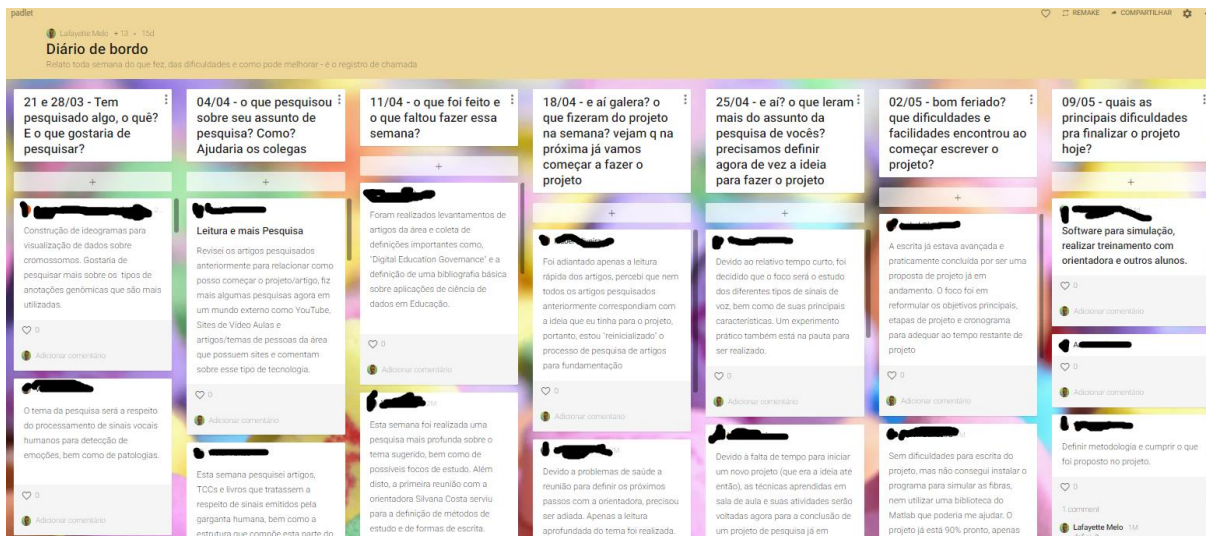 padlet
REMAKE
COMPARTILHAR
Lafayette Melo +13 • 15d
Diário de bordo
Relato toda semana do que fez, das dificuldades e como pode melhorar - e o registro de chamada
21 e 28/03 - Tem
pesquisado algo, o quê?
E o que gostaria de
pesquisar?
+
Construção de ideogramas para
visualização de dados sobre
cromossomos. Gostaria de
pesquisar mais sobre os tipos de
anotações genômicas que são mais
utilizadas.
0
Adicionar comentário
O tema da pesquisa será a respeito
do processamento de sinais vocais
humanos para detecção de
emoções, bem como de patologias.
0
Adicionar comentário
04/04 - o que pesquisou
sobre seu assunto de
pesquisa? Como?
Ajudaria os colegas
+
Leitura e mais Pesquisa
Revisei os artigos pesquisados
anteriormente para relacionar como
posso começar o projeto/artigo, fiz
mais algumas pesquisas agora em
um mundo externo como YouTube,
Sites de Vídeo Aulas e
artigos/temas de pessoas da área
que possuem sites e comentam
sobre esse tipo de tecnologia.
0
Adicionar comentário
Esta semana pesquisei artigos,
TCCs e livros que tratassem a
respeito de sinais emitidos pela
garganta humana, bem como a
estrutura que compõe esta parte do
11/04 - o que foi feito e
o que faltou fazer essa
semana?
+
Foram realizados levantamentos de
artigos da área e coleta de
definições importantes como,
'Digital Education Governance' e a
definição de uma bibliografia básica
sobre aplicações de ciência de
dados em Educação.
0
Adicionar comentário
Esta semana foi realizada uma
pesquisa mais profunda sobre o
tema sugerido, bem como de
possíveis focos de estudo. Além
disto, a primeira reunião com a
orientadora Silvana Costa serviu
para a definição de métodos de
estudo e de formas de escrita.
18/04 - e aí galera? o
que fizeram do projeto
na semana? vejam q na
próxima já vamos
começar a fazer o
projeto
+
Foi adiantado apenas a leitura
rápida dos artigos, percebi que nem
todos os artigos pesquisados
anteriormente correspondiam com
a ideia que eu tinha para o projeto,
portanto, estou 'reinicializado' o
processo de pesquisa de artigos
para fundamentação
0
Adicionar comentário
Devido a problemas de saúde a
reunião para definir os próximos
passos com a orientadora, precisou
ser adiada. Apenas a leitura
aprofundada do tema foi realizada.
25/04 - e aí? o que leram
mais do assunto da
pesquisa de vocês?
precisamos definir
agora de vez a ideia
para fazer o projeto
+
Devido ao relativo tempo curto, foi
decidido que o foco será o estudo
dos diferentes tipos de sinais de
voz, bem como de suas principais
características. Um experimento
prático também está na pauta para
ser realizado.
0
Adicionar comentário
Devido à falta de tempo para iniciar
um novo projeto (que era a ideia até
então), as técnicas aprendidas em
sala de aula e suas atividades serão
voltadas agora para a conclusão de
um projeto de pesquisa já em
02/05 - bom feriado?
que dificuldades e
facilidades encontrou ao
começar escrever o
projeto?
+
A escrita já estava avançada e
praticamente concluída por ser uma
proposta de projeto já em
andamento. O foco foi em
reformular os objetivos principais,
etapas de projeto e cronograma
para adequar ao tempo restante de
projeto
0
Adicionar comentário
Sem dificuldades para escrita do
projeto, mas não consegui instalar o
programa para simular as fibras,
nem utilizar uma biblioteca do
Matlab que poderia me ajudar. O
projeto já está 90% pronto, apenas
09/05 - quais as
principais dificuldades
pra finalizar o projeto
hoje?
+
Software para simulação,
realizar treinamento com
orientadora e outros alunos.
0
Adicionar comentário
0
Adicionar comentário
Definir metodologia e cumprir o que
foi proposto no projeto.
0
1 comment
Lafayette Melo 1M